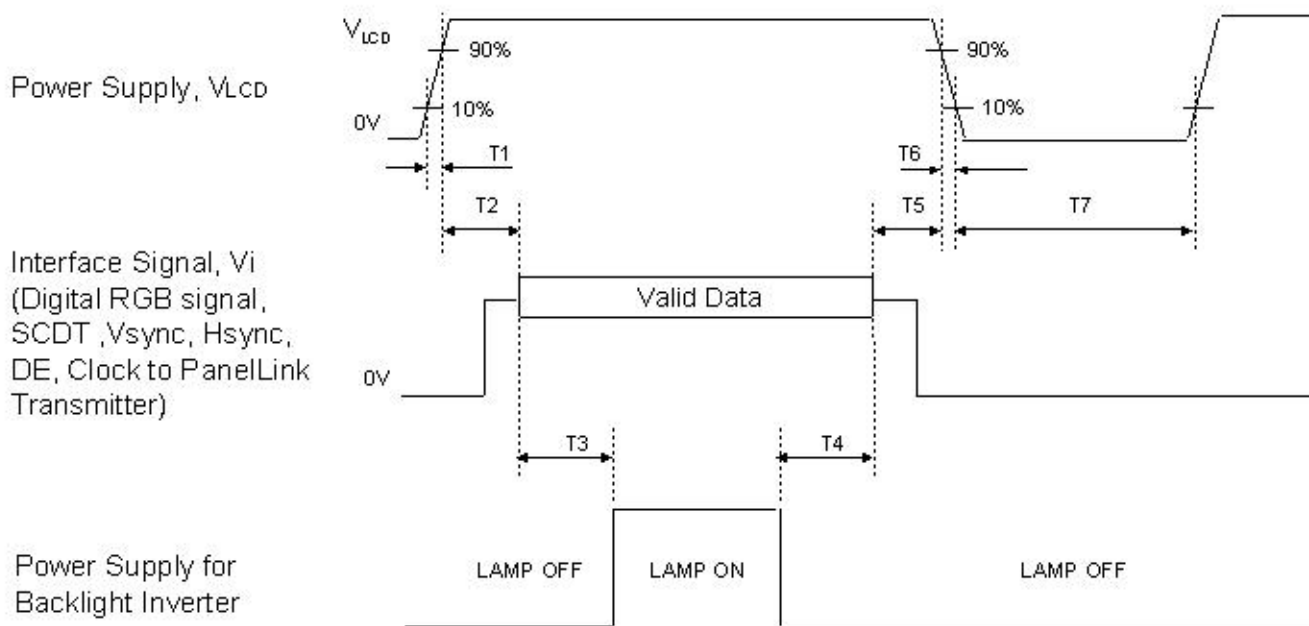 VLCD
90%
90%
Power Supply, VLCD
10%
10%
0V
T1
T6
T2
T5
T7
Interface Signal, Vi
(Digital RGB signal,
SCDT ,Vsync, Hsync,
DE, Clock to PanelLink
Transmitter)
Valid Data
0V
T3
T4
Power Supply for
Backlight Inverter
LAMP OFF
LAMP ON
LAMP OFF